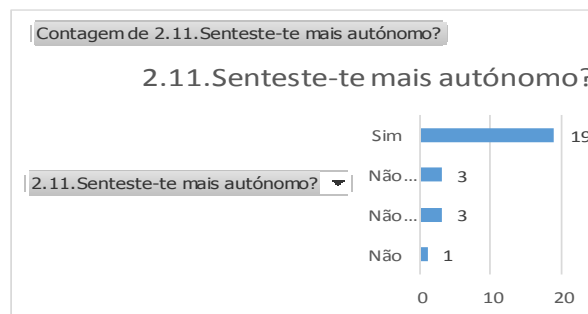 Contagem de 2.11.Senteste-te mais autónomo?
2.11.Senteste-te mais autónomo?
Sim 19
2.11.Senteste-te mais autónomo?
Não... 3
Não... 3
Não 1
0 10 20